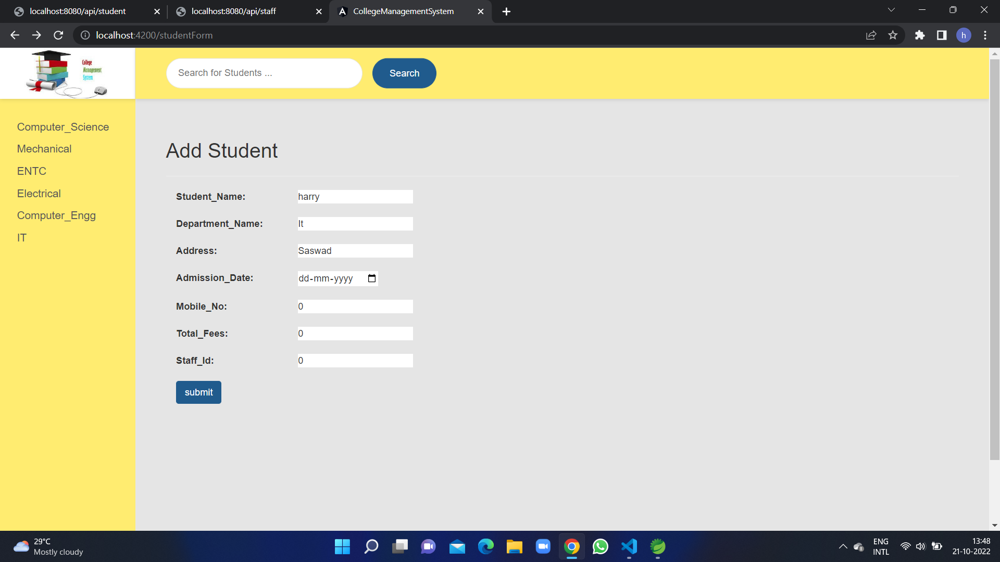 localhost:8080/api/student
localhost:8080/api/staff
CollegeManagementSystem
localhost:4200/studentForm
h
College
Management
System
Search for Students ...
Search
Computer_Science
Mechanical
ENTC
Electrical
Computer_Engg
IT
Add Student
Student_Name: harry
Department_Name: It
Address: Saswad
Admission_Date: dd-mm-yyyy
Mobile_No: 0
Total_Fees: 0
Staff_Id: 0
submit
29°C
Mostly cloudy
ENG
INTL
13:48
21-10-2022